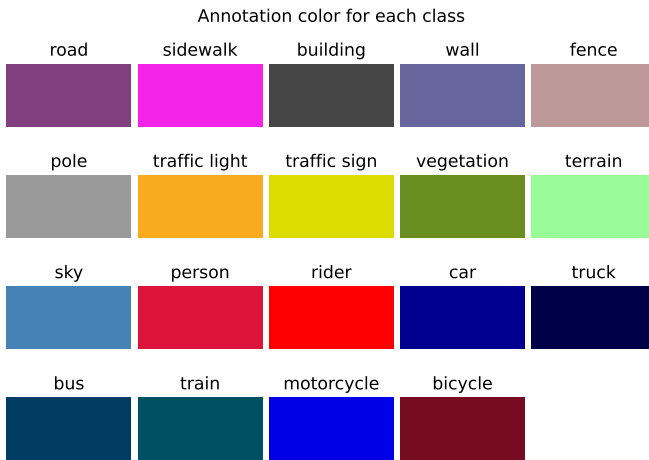 Annotation color for each class
road sidewalk building wall fence
pole traffic light traffic sign vegetation terrain
sky person rider car truck
bus train motorcycle bicycle